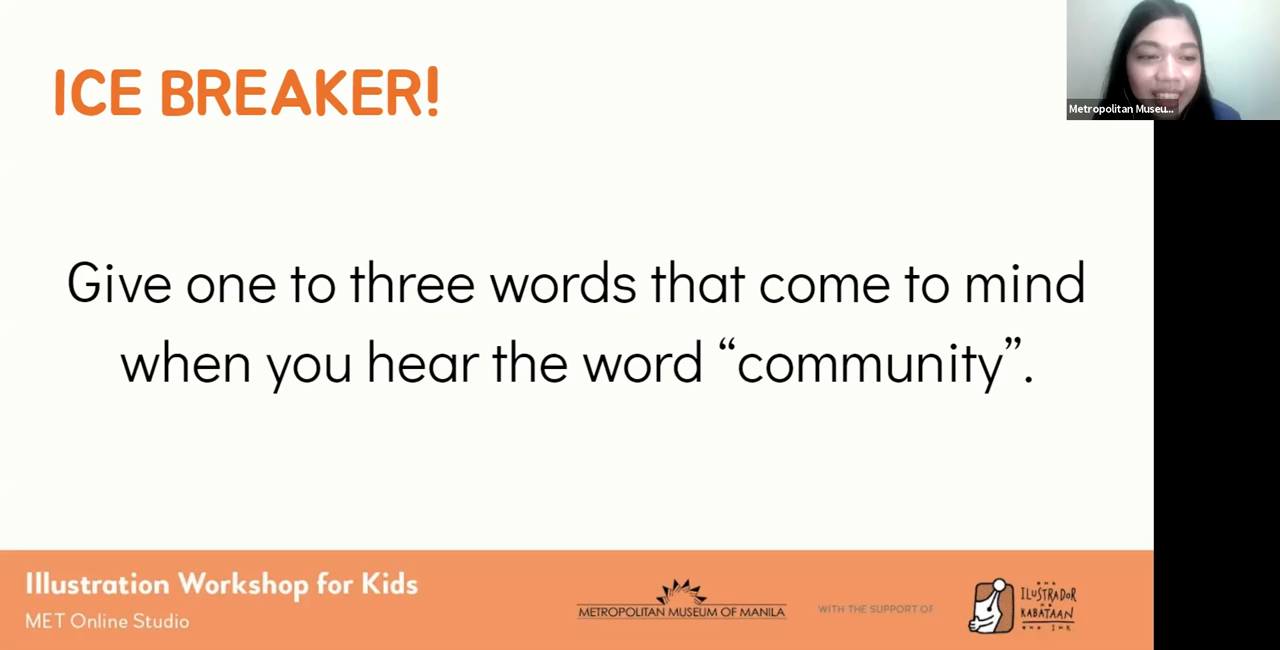 ICE BREAKER!
Metropolitan Museu...
Give one to three words that come to mind
when you hear the word “community”.
Illustration Workshop for Kids
MET Online Studio
METROPOLITAN MUSEUM OF MANILA
WITH THE SUPPORT OF
ILUSTRADOR
KABATAAN